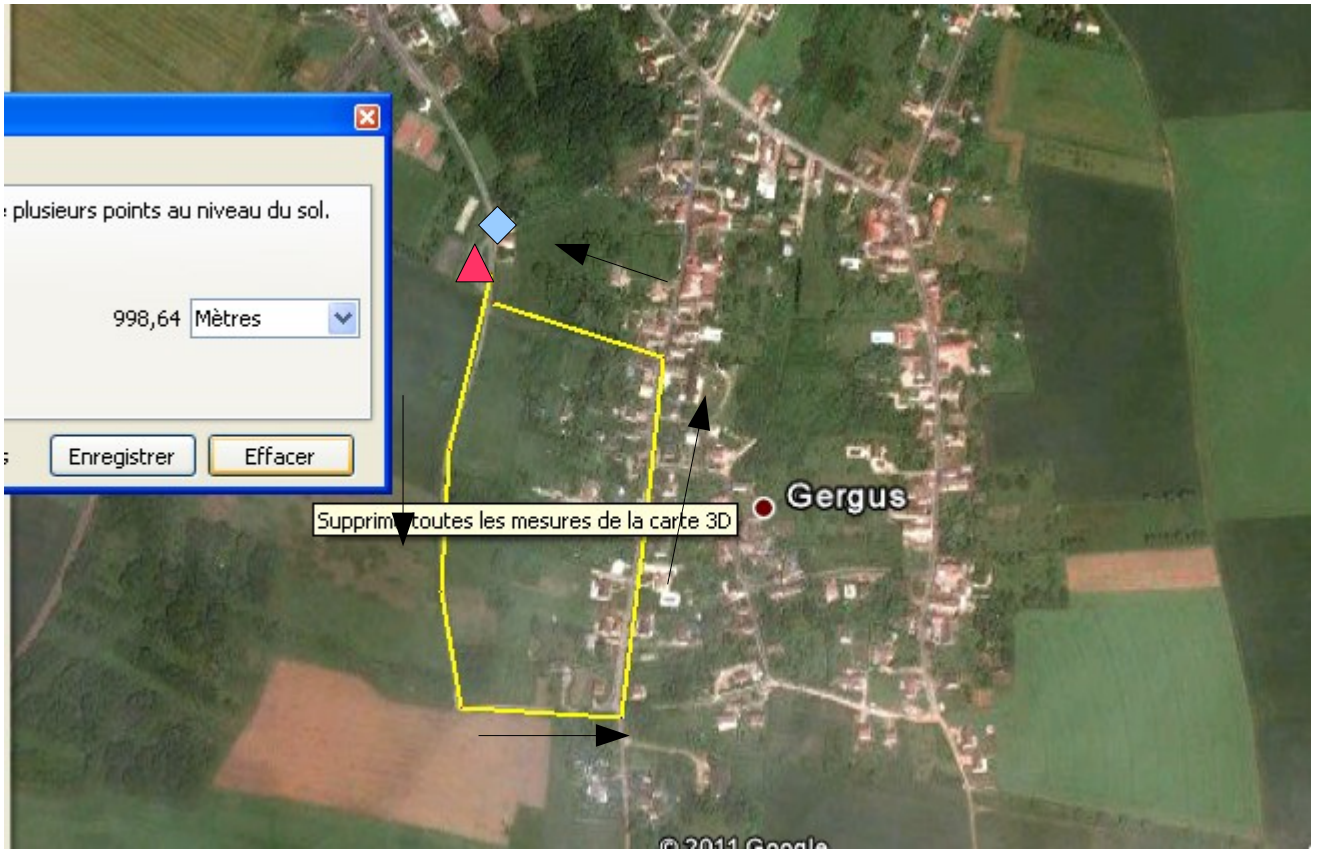 plusieurs points au niveau du sol.
998,64 Mètres
Enregistrer Effacer
Supprime toutes les mesures de la carte 3D
Gergus
© 2011 Google